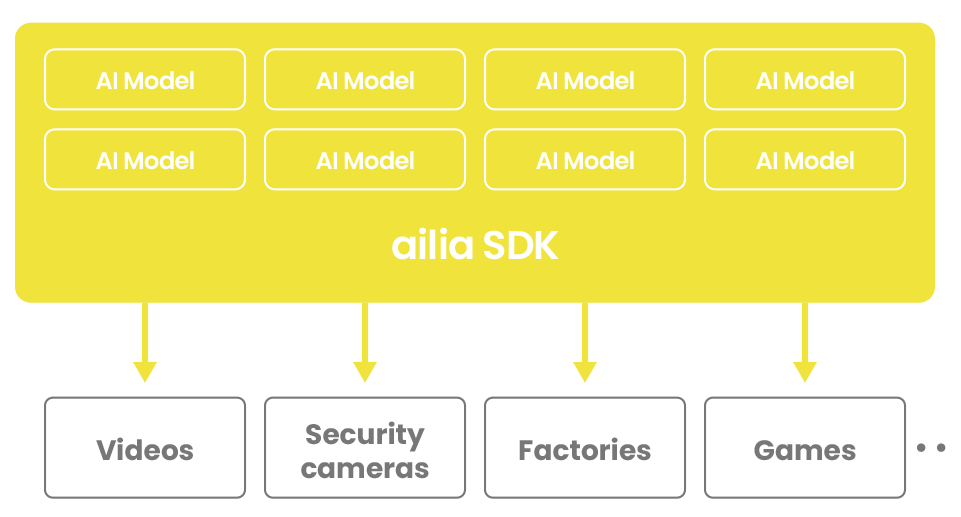 AI Model
AI Model
AI Model
AI Model
AI Model
AI Model
AI Model
AI Model
ailia SDK
Videos
Security
cameras
Factories
Games